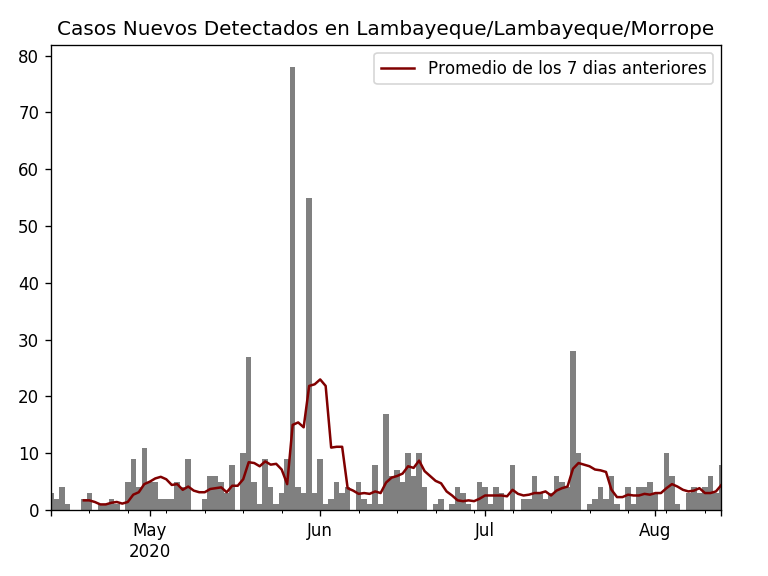 Casos Nuevos Detectados en Lambayeque/Lambayeque/Morrope
Promedio de los 7 dias anteriores
80
70
60
50
40
30
20
10
0
May
2020
Jun
Jul
Aug